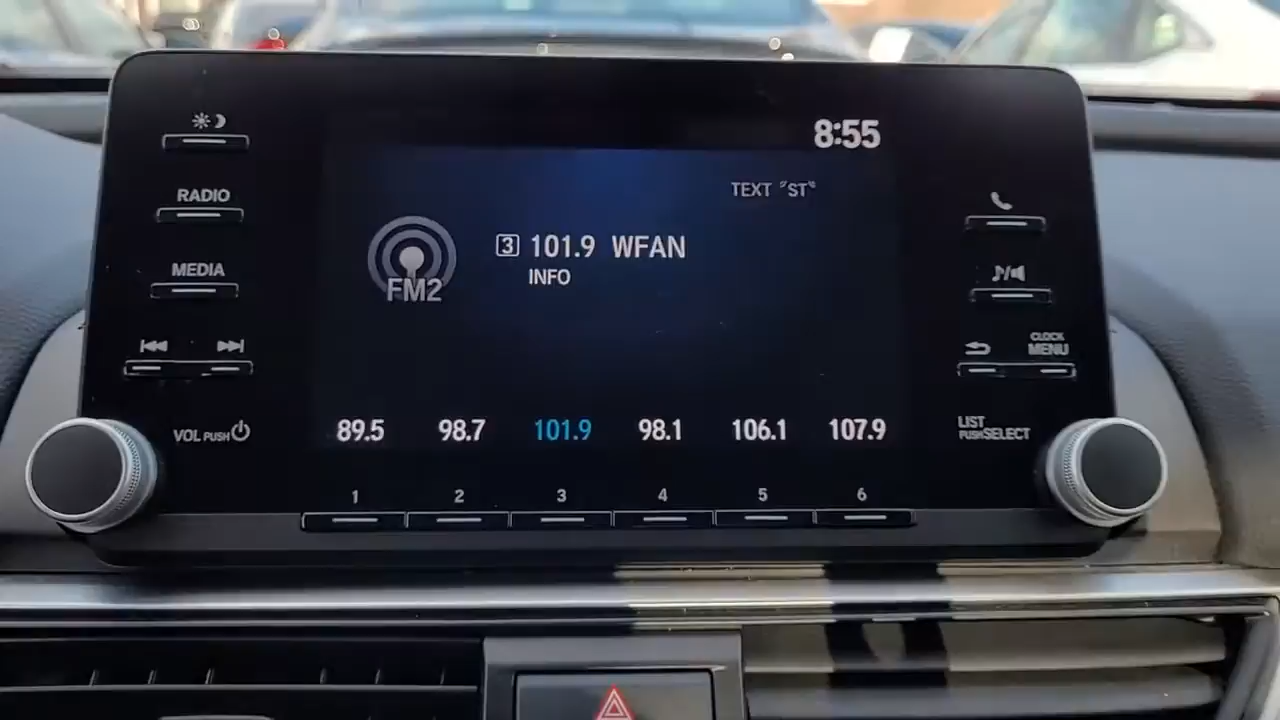 8:55
RADIO
TEXT "ST"
3 101.9 WFAN
MEDIA
INFO
FM2
CLOCK
MENU
VOL PUSH
89.5 98.7 101.9 98.1 106.1 107.9
LIST
PUSH SELECT
1 2 3 4 5 6